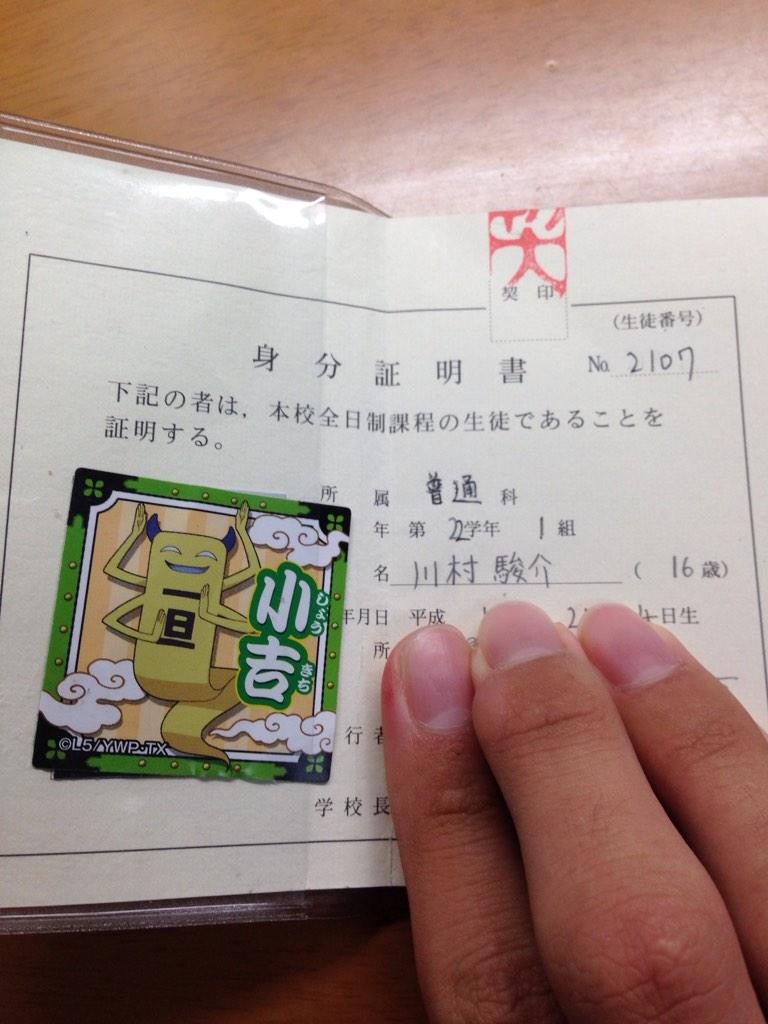 契印
(生徒番号)
身分証明書 No. 2107
下記の者は，本校全日制課程の生徒であることを
証明する。
所属 普通科
年 第2学年 1組
名 川村 駿介 (16歳)
年月日 平成 日生
所
行者
学校長
一旦
小吉
しょうきち
©L5/YWP・TX